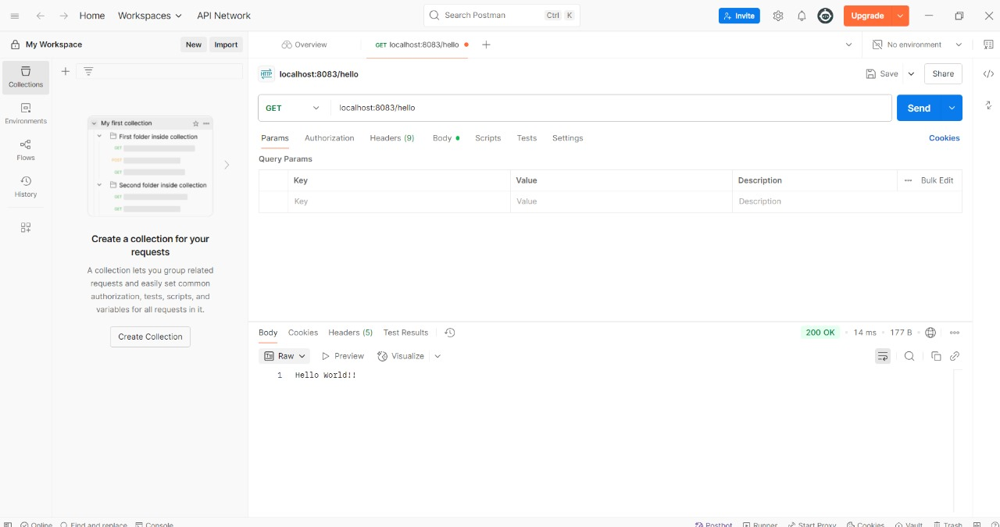 Home Workspaces API Network Search Postman Ctrl K Invite Upgrade
My Workspace New Import Overview GET localhost:8083/hello No environment
Collections
Environments
Flows
History
My first collection
First folder inside collection
GET
POST
GET
Second folder inside collection
GET
GET
Create a collection for your
requests
A collection lets you group related
requests and easily set common
authorization, tests, scripts, and
variables for all requests in it.
Create Collection
HTTP localhost:8083/hello Save Share
GET localhost:8083/hello Send
Params Authorization Headers (9) Body Scripts Tests Settings Cookies
Query Params
Key Value Description Bulk Edit
Key Value Description
Body Cookies Headers (5) Test Results 200 OK 14 ms 177 B
Raw Preview Visualize
1 Hello World!!
Online Find and replace Console Postbot Runner Start Proxy Cookies Vault Trash